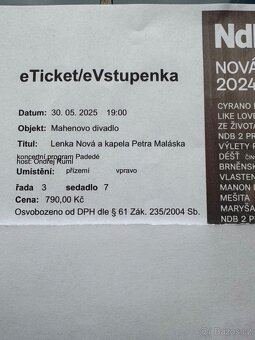 eTicket/eVstupenka
Datum: 30. 05. 2025 19:00
Objekt: Mahenovo divadlo
Titul: Lenka Nová a kapela Petra Maláska
koncertní program Padedé
host: Ondřej Ruml
Umístění: přízemí vpravo
řada 3 sedadlo 7
Cena: 790,00 Kč
Osvobozeno od DPH dle § 61 Zák. 235/2004 Sb.
NdB
NOVÁ
2024
CYRANO
LIKE LOVE
ZE ŽIVOTA
NDB 2 PR
VÝLETY P
DÉŠŤ
BRNĚNSK
VLASTEN
MANON
MEŠITA
MARYŠA
NDB 2 PR